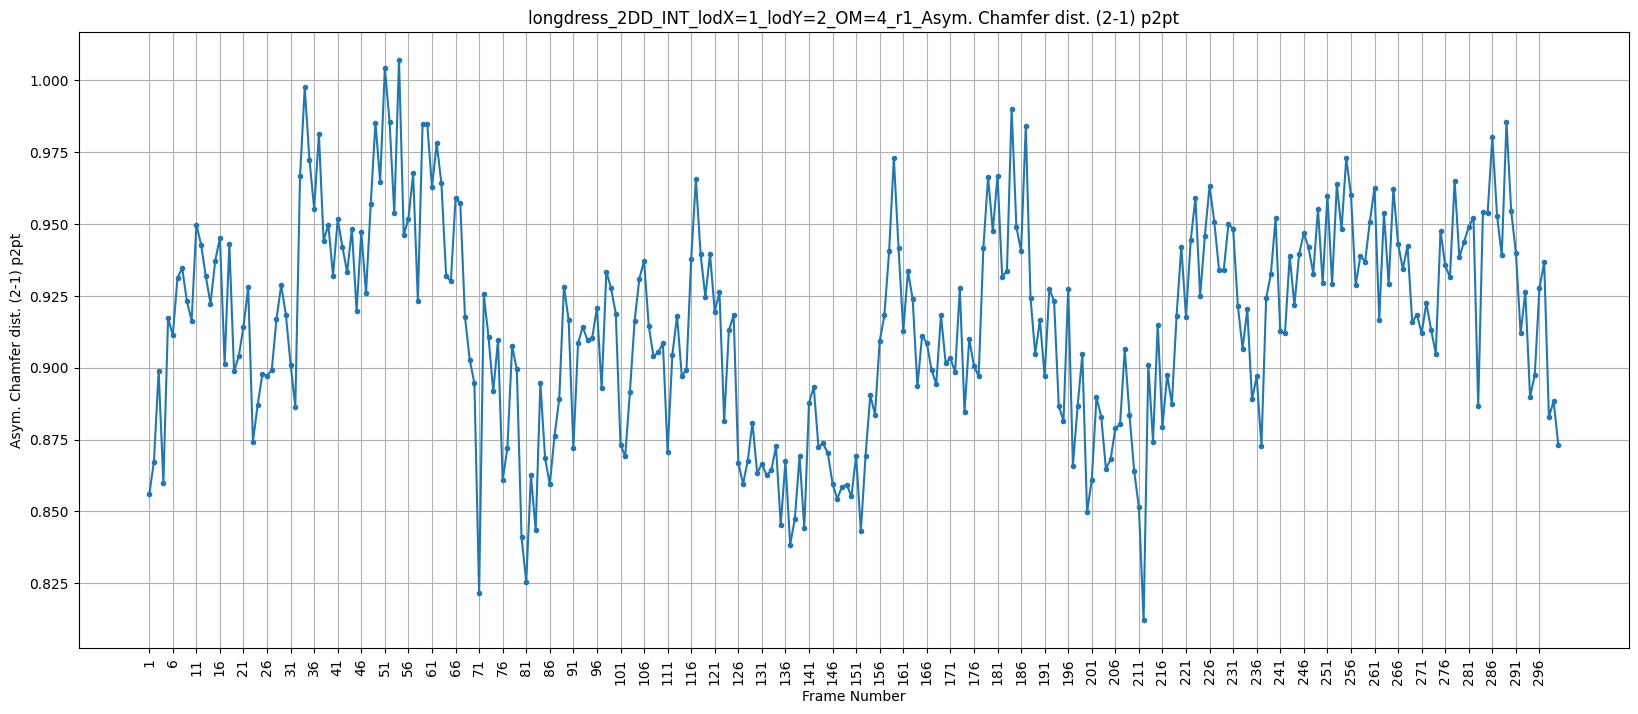 longdress_2DD_INT_lodX=1_lodY=2_OM=4_r1_Asym. Chamfer dist. (2-1) p2pt
Asym. Chamfer dist. (2-1) p2pt
1.000
0.975
0.950
0.925
0.900
0.875
0.850
0.825
1 6 11 16 21 26 31 36 41 46 51 56 61 66 71 76 81 86 91 96 101 106 111 116 121 126 131 136 141 146 151 156 161 166 171 176 181 186 191 196 201 206 211 216 221 226 231 236 241 246 251 256 261 266 271 276 281 286 291 296
Frame Number